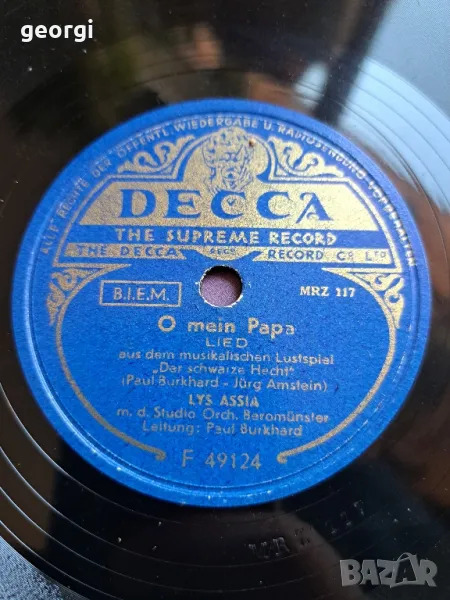 georgi
ALLE RECHTE DER ÖFFENTL. WIEDERGABE U. RADIOSENDUNG VORBEHALTEN
DECCA
THE SUPREME RECORD
THE DECCA RECORD Co LTD
B.I.E.M.
MRZ 117
O mein Papa
LIED
aus dem musikalischen Lustspiel
„Der schwarze Hecht"
(Paul Burkhard - Jürg Amstein)
LYS ASSIA
m. d. Studio Orch. Beromünster
Leitung: Paul Burkhard
F 49124
BAZAR